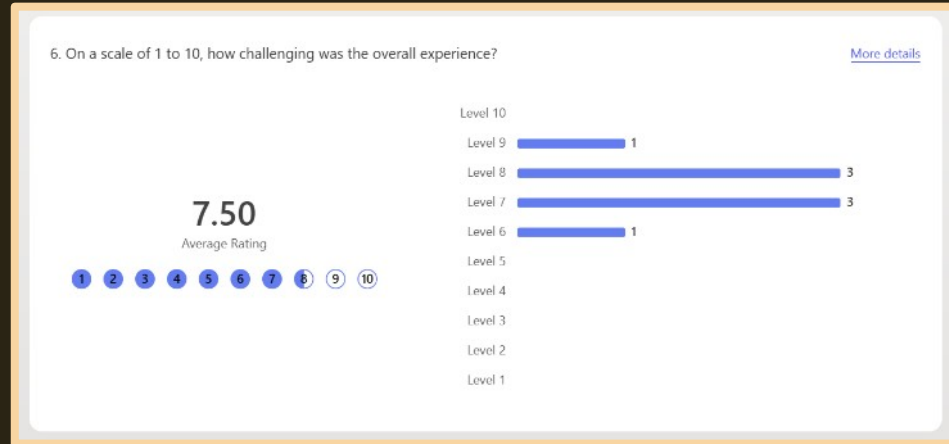 6. On a scale of 1 to 10, how challenging was the overall experience?
More details
7.50
Average Rating
1 2 3 4 5 6 7 8 9 10
Level 10
Level 9 1
Level 8 3
Level 7 3
Level 6 1
Level 5
Level 4
Level 3
Level 2
Level 1